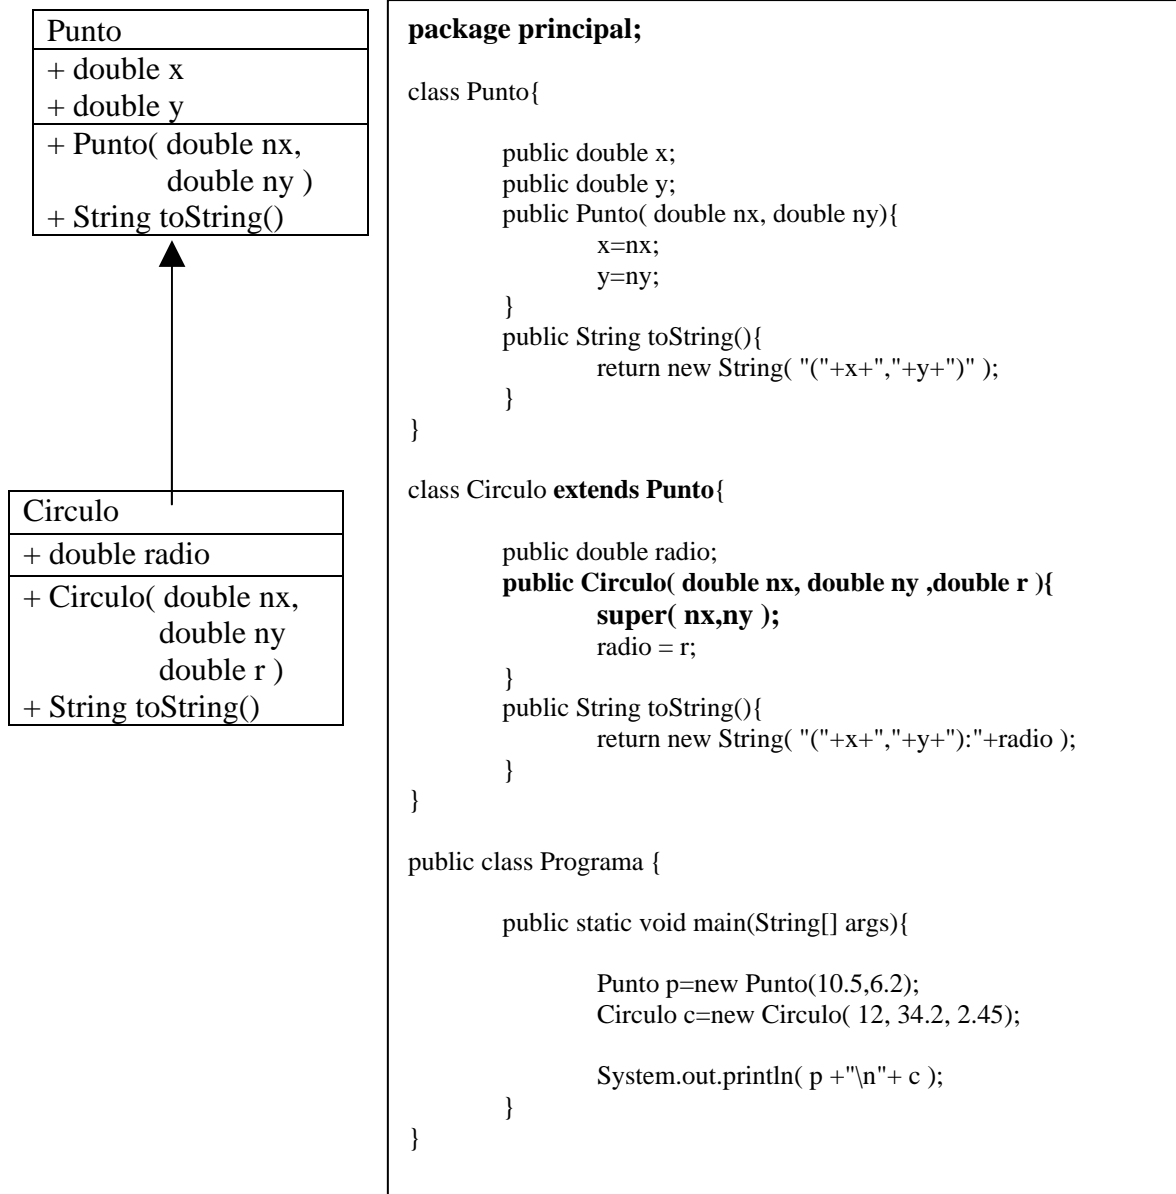 Punto
+ double x
+ double y
+ Punto( double nx,
double ny )
+ String toString()
Circulo
+ double radio
+ Circulo( double nx,
double ny
double r )
+ String toString()
package principal;
class Punto{
public double x;
public double y;
public Punto( double nx, double ny){
x=nx;
y=ny;
}
public String toString(){
return new String( "("+x+","+y+")" );
}
}
class Circulo extends Punto{
public double radio;
public Circulo( double nx, double ny ,double r ){
super( nx,ny );
radio = r;
}
public String toString(){
return new String( "("+x+","+y+"):"+radio );
}
}
public class Programa {
public static void main(String[] args){
Punto p=new Punto(10.5,6.2);
Circulo c=new Circulo( 12, 34.2, 2.45);
System.out.println( p +"\n"+ c );
}
}